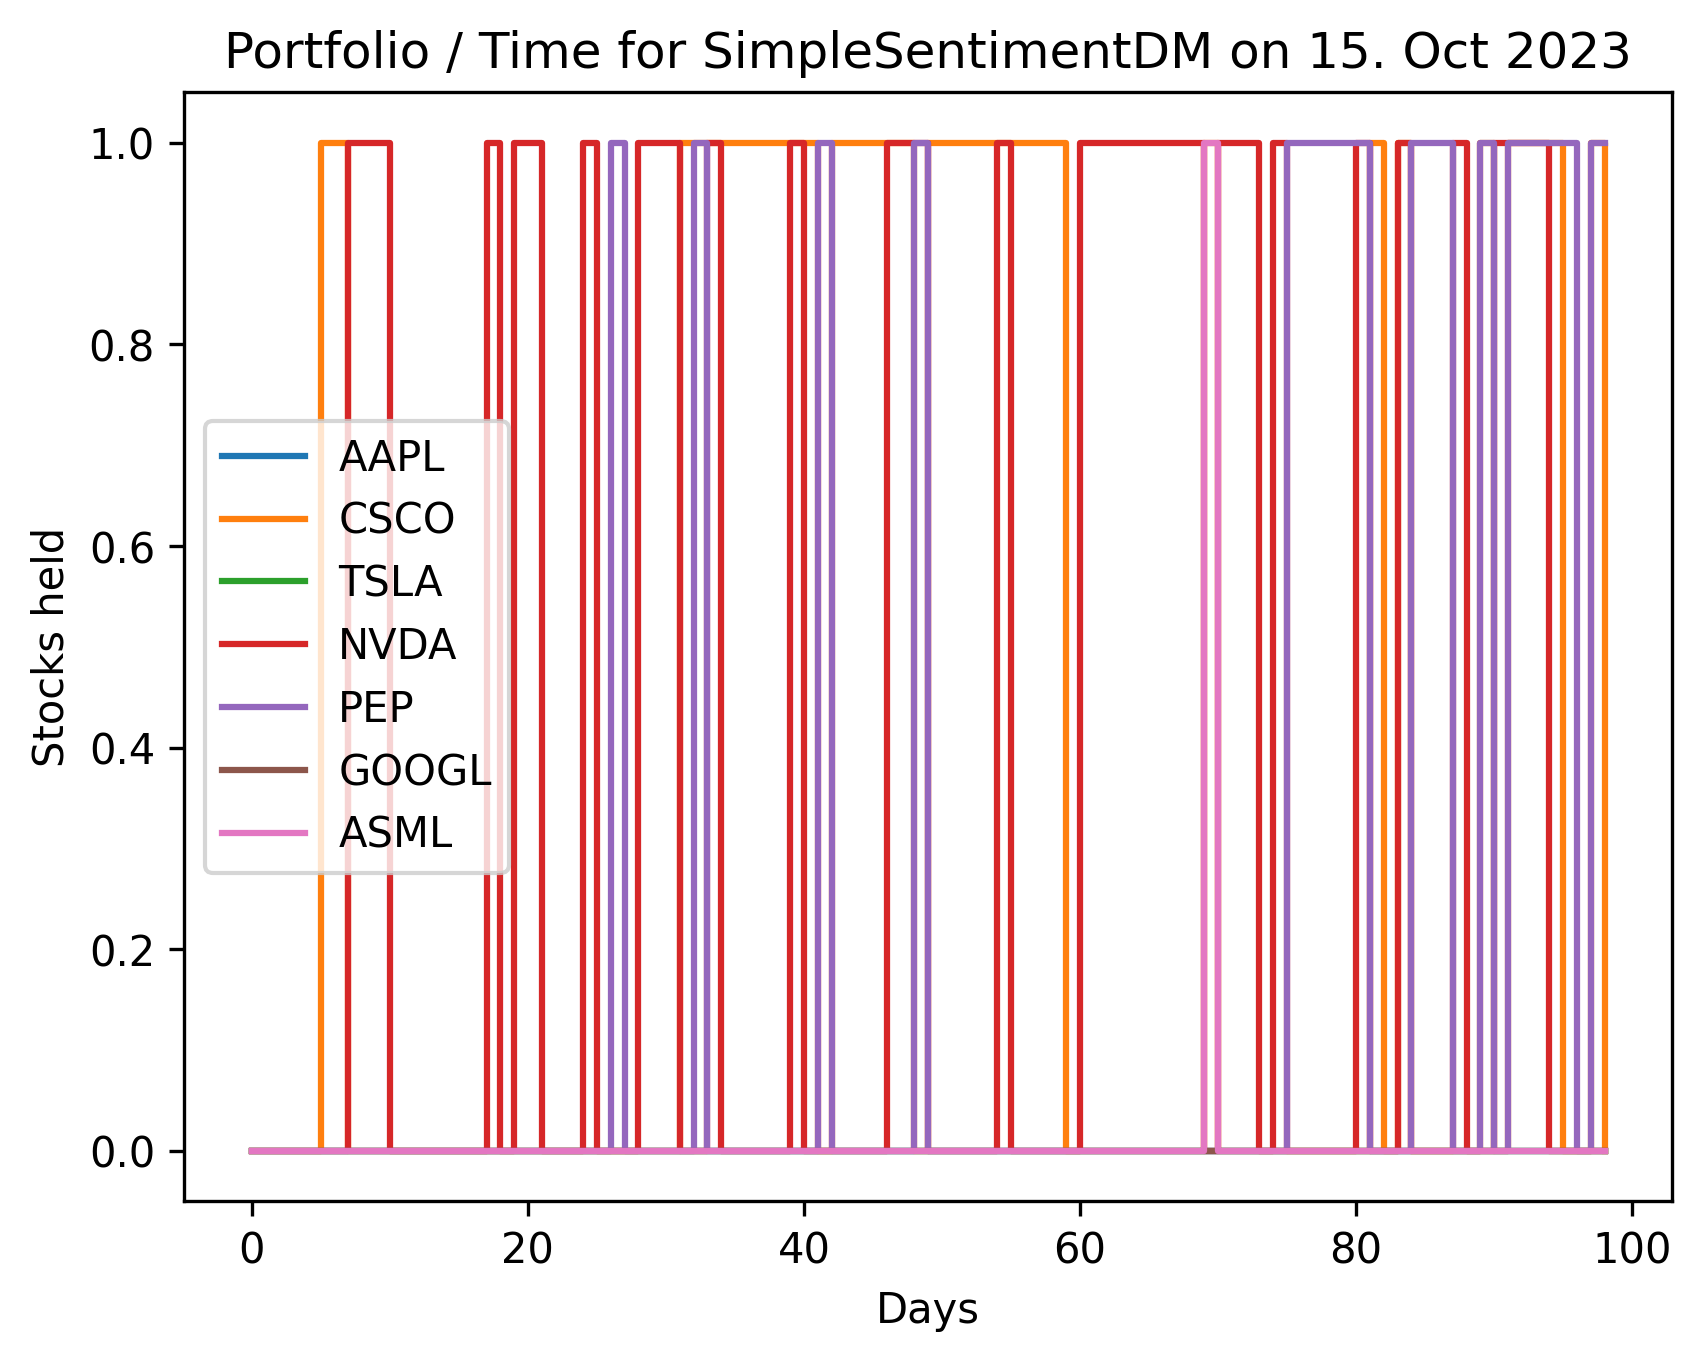 Portfolio / Time for SimpleSentimentDM on 15. Oct 2023
1.0
0.8
0.6
0.4
0.2
0.0
Stocks held
AAPL
CSCO
TSLA
NVDA
PEP
GOOGL
ASML
0 20 40 60 80 100
Days